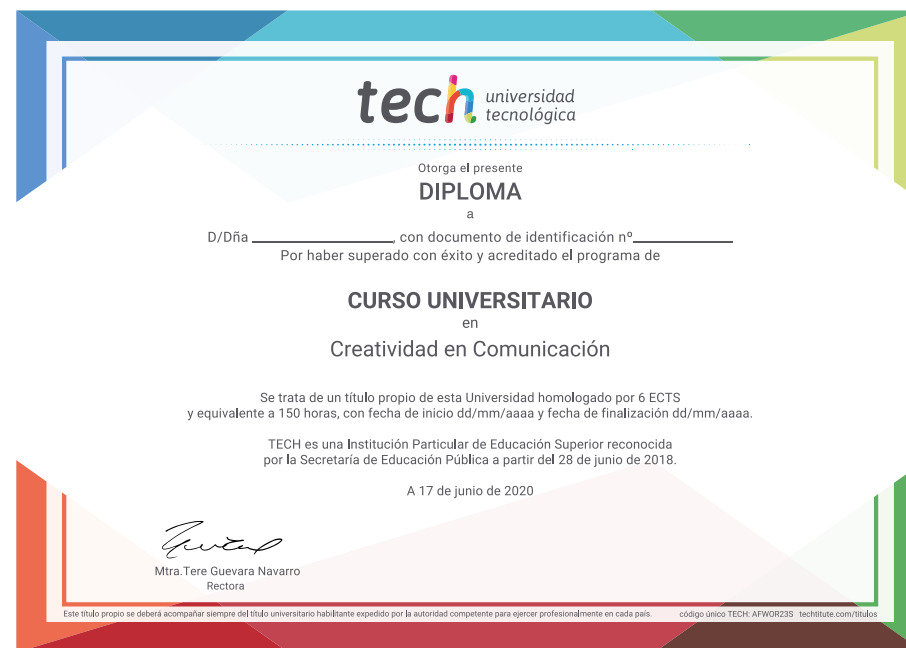 tech universidad
tecnológica
Otorga el presente
DIPLOMA
a
D/Dña ____________________, con documento de identificación nº______________
Por haber superado con éxito y acreditado el programa de
CURSO UNIVERSITARIO
en
Creatividad en Comunicación
Se trata de un título propio de esta Universidad homologado por 6 ECTS
y equivalente a 150 horas, con fecha de inicio dd/mm/aaaa y fecha de finalización dd/mm/aaaa.
TECH es una Institución Particular de Educación Superior reconocida
por la Secretaría de Educación Pública a partir del 28 de junio de 2018.
A 17 de junio de 2020
Mtra.Tere Guevara Navarro
Rectora
Este título propio se deberá acompañar siempre del título universitario habilitante expedido por la autoridad competente para ejercer profesionalmente en cada país. código único TECH: AFWOR23S techtitute.com/titulos